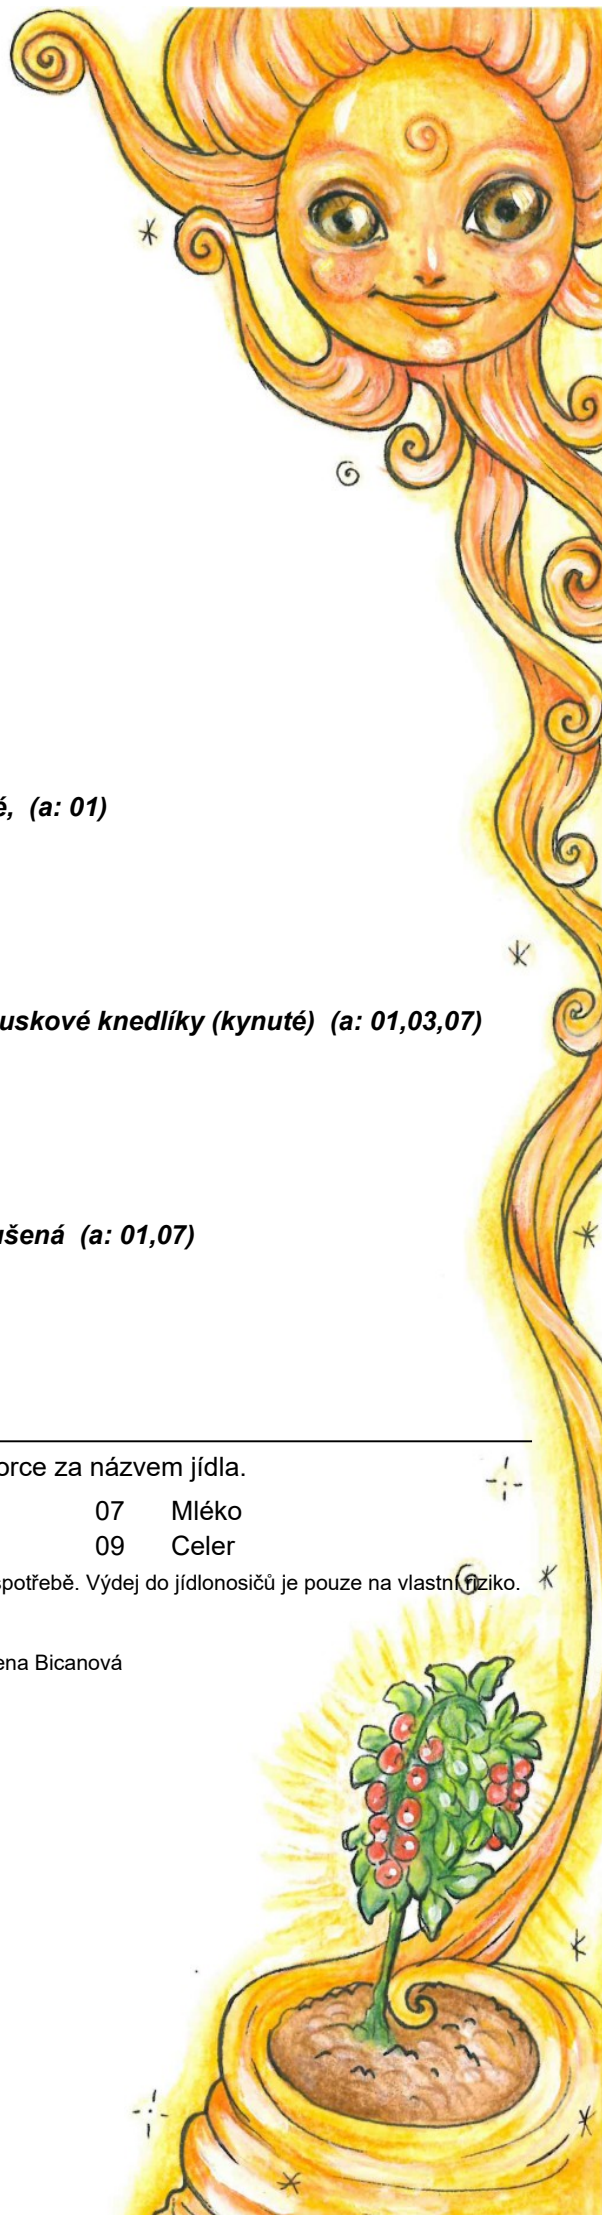 é, (a: 01)
uskové knedlíky (kynuté) (a: 01,03,07)
ušená (a: 01,07)
orce za názvem jídla.
07 Mléko
09 Celer
spotřebě. Výdej do jídlonosičů je pouze na vlastní riziko.
ena Bicanová